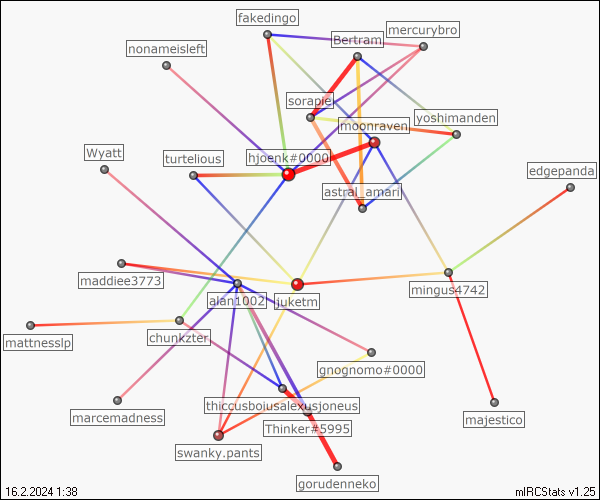 fakedingo
mercurybro
Bertram
nonameisleft
sorapie
yoshimanden
moonraven
Wyatt
turtelious
hjoenk#0000
edgepanda
astral_amaril
maddiee3773
mingus4742
alan1002
juketm
mattnesslp
chunkzter
gnognomo#0000
thiccusboiusalexusjoneus
marcemadness
majestico
Thinker#5995
swanky.pants
gorudenneko
16.2.2024 1:38
mIRCStats v1.25